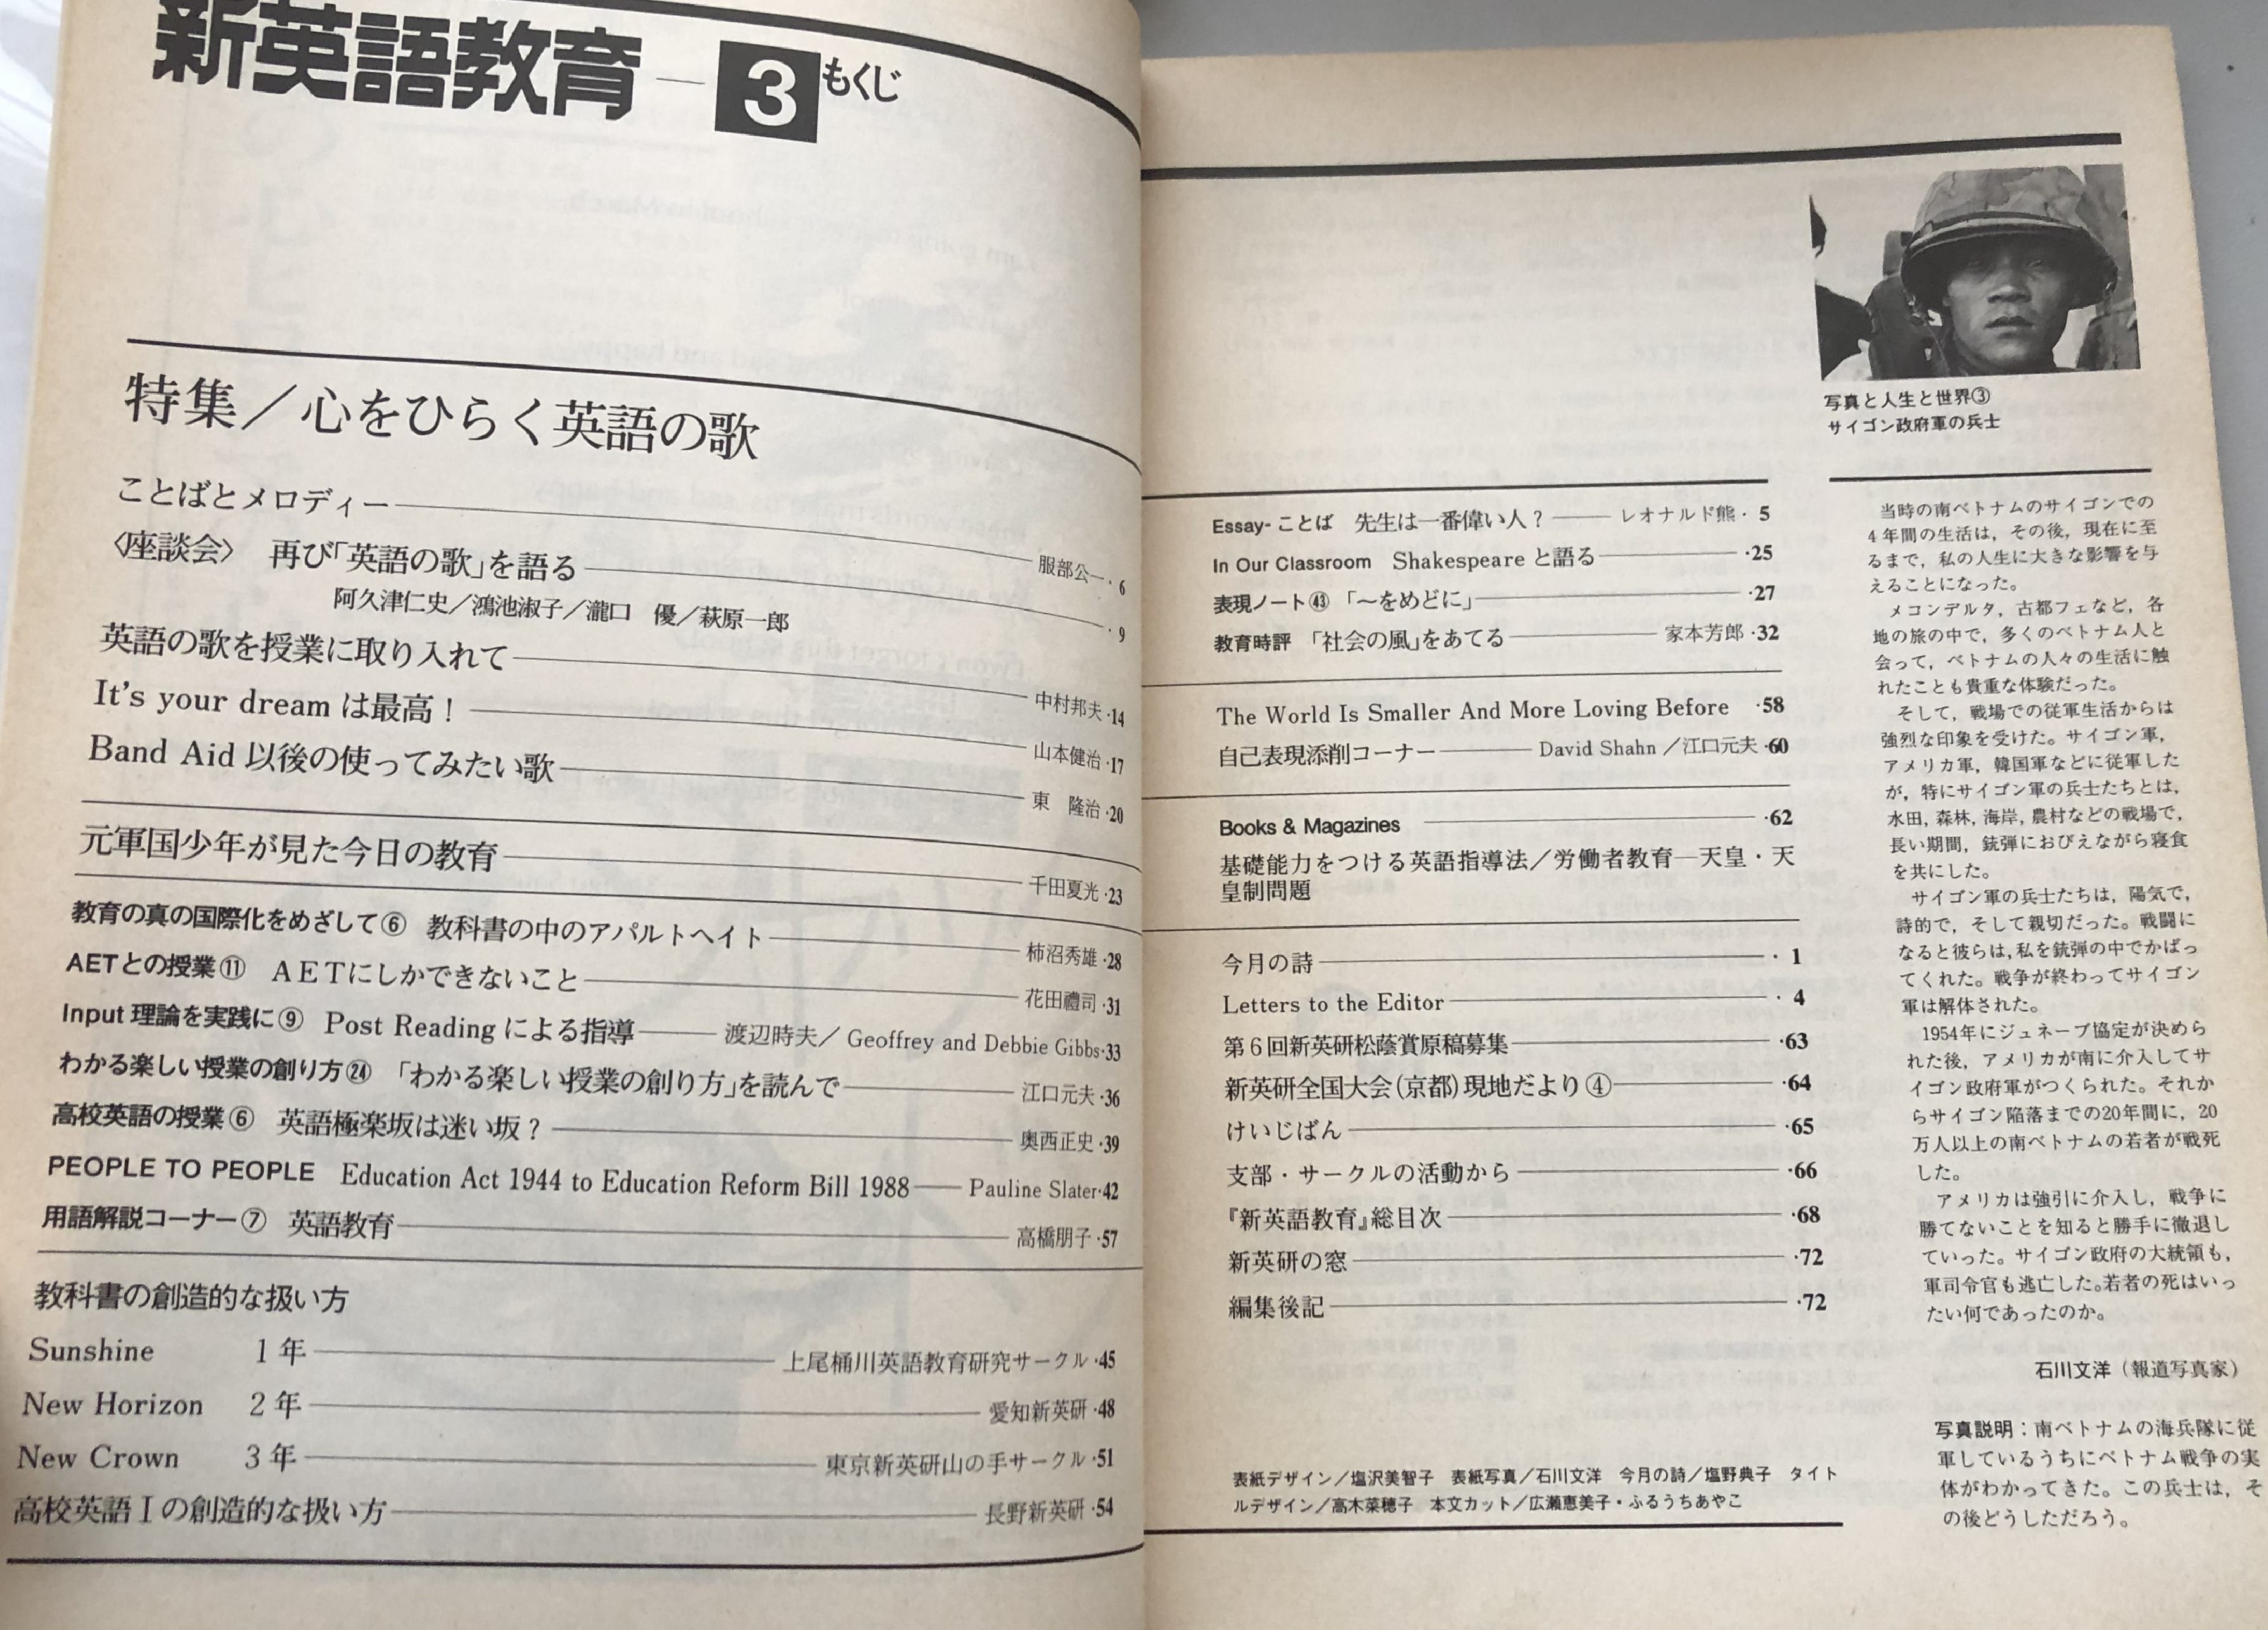 新英語教育―3 もくじ
特集／心をひらく英語の歌
ことばとメロディー 服部公一・6
〈座談会〉 再び「英語の歌」を語る ・9
阿久津仁史／鴻池淑子／瀧口 優／萩原一郎
英語の歌を授業に取り入れて 中村邦夫・14
It's your dream は最高！ 山本健治・17
Band Aid 以後の使ってみたい歌 東 隆治・20
元軍国少年が見た今日の教育 千田夏光・23
教育の真の国際化をめざして⑥ 教科書の中のアパルトヘイト 柿沼秀雄・28
AETとの授業⑪ AETにしかできないこと 花田禮司・31
Input 理論を実践に⑨ Post Reading による指導 渡辺時夫／ Geoffrey and Debbie Gibbs・33
わかる楽しい授業の創り方㉔ 「わかる楽しい授業の創り方」を読んで 江口元夫・36
高校英語の授業⑥ 英語極楽坂は迷い坂？ 奥西正史・39
PEOPLE TO PEOPLE Education Act 1944 to Education Reform Bill 1988 Pauline Slater・42
用語解説コーナー⑦ 英語教育 高橋朋子・57
教科書の創造的な扱い方
Sunshine 1年 上尾桶川英語教育研究サークル・45
New Horizon 2年 愛知新英研・48
New Crown 3年 東京新英研山の手サークル・51
高校英語Ⅰの創造的な扱い方 長野新英研・54
Essay-ことば 先生は一番偉い人？ レオナルド熊・5
In Our Classroom Shakespeare と語る ・25
表現ノート㊸ 「～をめどに」 ・27
教育時評 「社会の風」をあてる 家本芳郎・32
The World Is Smaller And More Loving Before ・58
自己表現添削コーナー David Shahn／江口元夫・60
Books & Magazines ・62
基礎能力をつける英語指導法／労働者教育―天皇・天
皇制問題
今月の詩 ・1
Letters to the Editor ・4
第6回新英研松蔭賞原稿募集 ・63
新英研全国大会(京都)現地だより④ ・64
けいじばん ・65
支部・サークルの活動から ・66
『新英語教育』総目次 ・68
新英研の窓 ・72
編集後記 ・72
表紙デザイン／塩沢美智子 表紙写真／石川文洋 今月の詩／塩野典子 タイト
ルデザイン／高木菜穂子 本文カット／広瀬恵美子・ふるうちあやこ
写真と人生と世界③
サイゴン政府軍の兵士
当時の南ベトナムのサイゴンでの
4年間の生活は，その後，現在に至
るまで，私の人生に大きな影響を与
えることになった。
メコンデルタ，古都フェなど，各
地の旅の中で，多くのベトナム人と
会って，ベトナムの人々の生活に触
れたことも貴重な体験だった。
そして，戦場での従軍生活からは
強烈な印象を受けた。サイゴン軍，
アメリカ軍，韓国軍などに従軍した
が，特にサイゴン軍の兵士たちとは，
水田，森林，海岸，農村などの戦場で，
長い期間，銃弾におびえながら寝食
を共にした。
サイゴン軍の兵士たちは，陽気で，
詩的で，そして親切だった。戦闘に
なると彼らは，私を銃弾の中でかばっ
てくれた。戦争が終わってサイゴン
軍は解体された。
1954年にジュネーブ協定が決めら
れた後，アメリカが南に介入してサ
イゴン政府軍がつくられた。それか
らサイゴン陥落までの20年間に，20
万人以上の南ベトナムの若者が戦死
した。
アメリカは強引に介入し，戦争に
勝てないことを知ると勝手に徹退し
ていった。サイゴン政府の大統領も，
軍司令官も逃亡した。若者の死はいっ
たい何であったのか。
石川文洋（報道写真家）
写真説明：南ベトナムの海兵隊に従
軍しているうちにベトナム戦争の実
体がわかってきた。この兵士は，そ
の後どうしただろう。